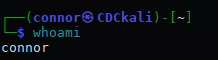 ┌──(connor㉿CDCkali)-[~]
└─$ whoami
connor